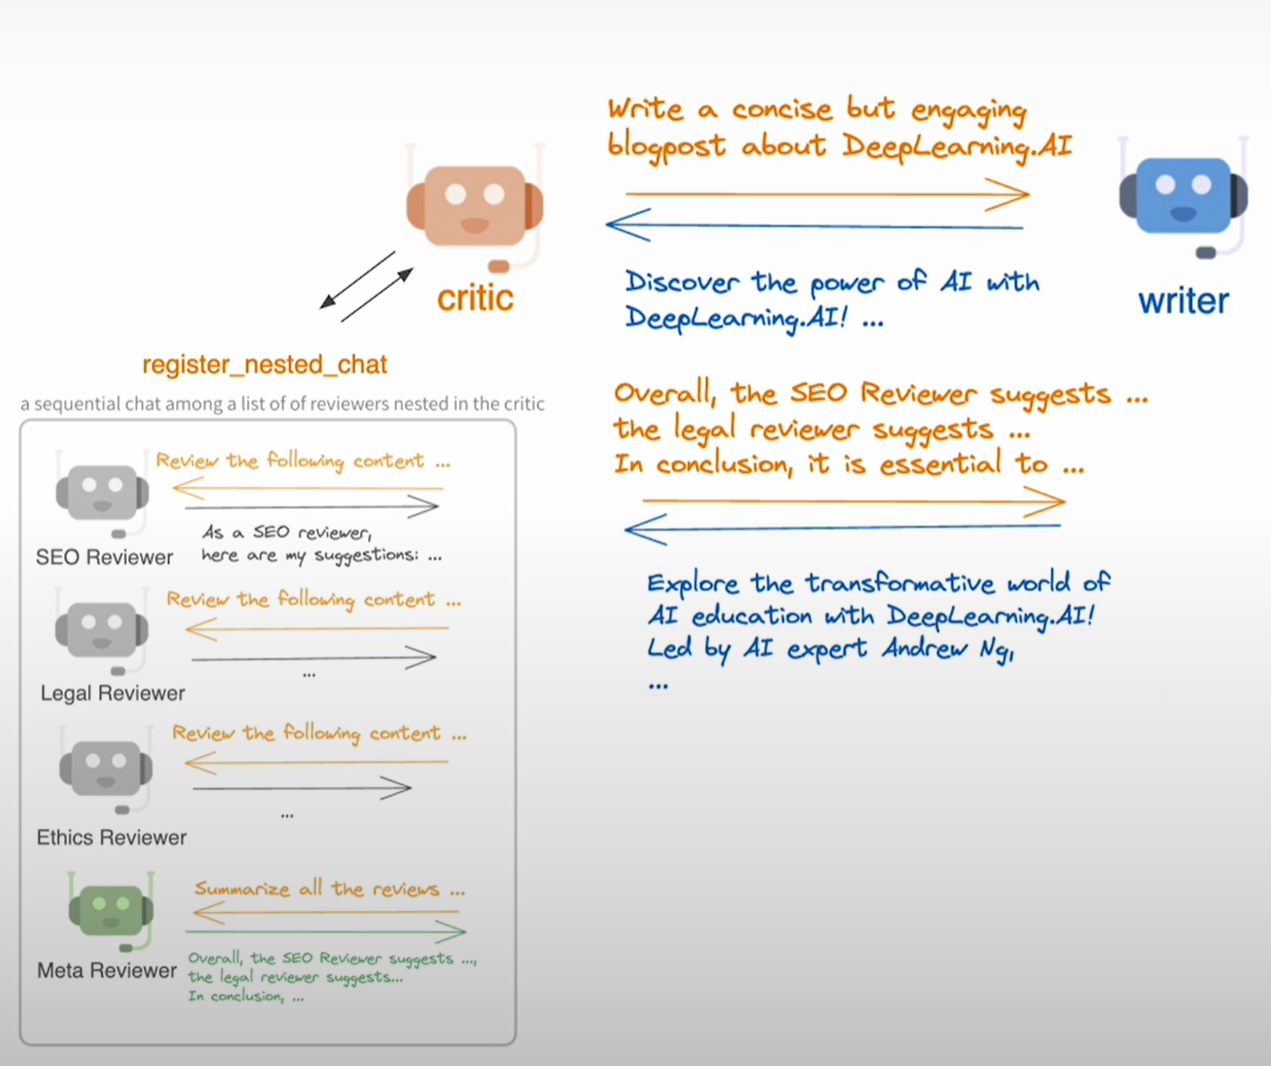 Write a concise but engaging
blogpost about DeepLearning.AI
critic
writer
Discover the power of AI with
DeepLearning.AI! ...
register_nested_chat
a sequential chat among a list of of reviewers nested in the critic
Overall, the SEO Reviewer suggests ...
the legal reviewer suggests ...
In conclusion, it is essential to ...
Review the following content ...
As a SEO reviewer,
here are my suggestions: ...
SEO Reviewer
Explore the transformative world of
AI education with DeepLearning.AI!
Led by AI expert Andrew Ng,
...
Review the following content ...
...
Legal Reviewer
Review the following content ...
...
Ethics Reviewer
Summarize all the reviews ...
Meta Reviewer
Overall, the SEO Reviewer suggests ...,
the legal reviewer suggests...
In conclusion, ...